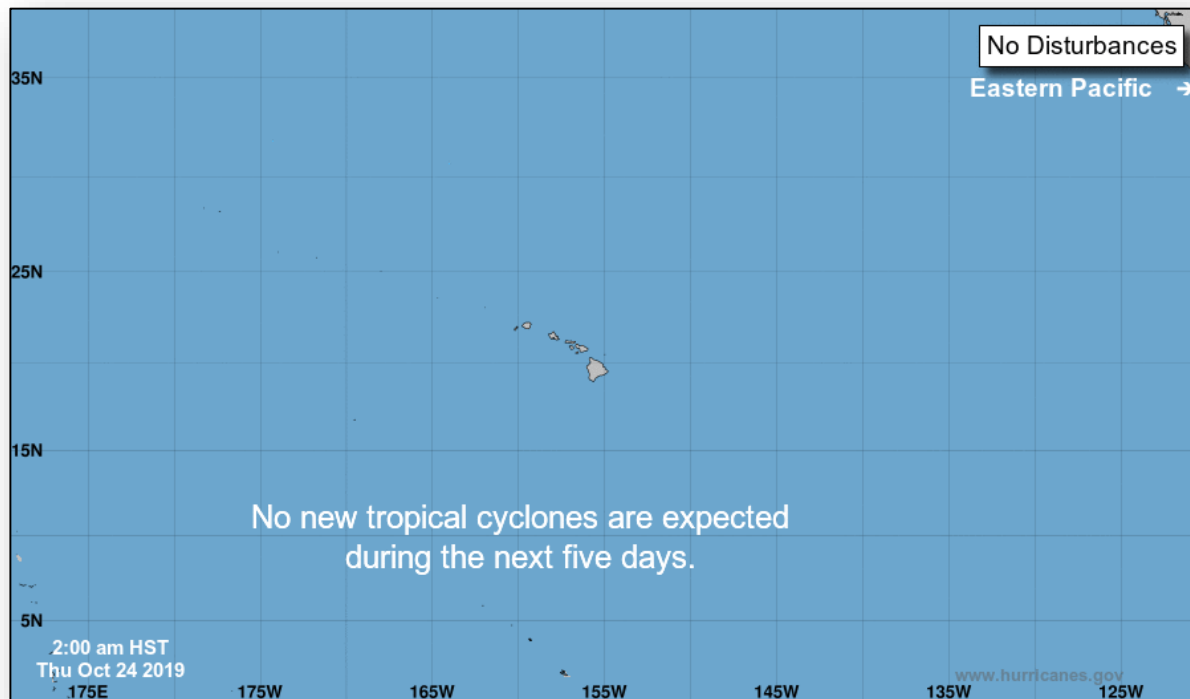 No Disturbances
35N
Eastern Pacific →
25N
15N
No new tropical cyclones are expected
during the next five days.
5N
2:00 am HST
Thu Oct 24 2019
www.hurricanes.gov
175E 175W 165W 155W 145W 135W 125W